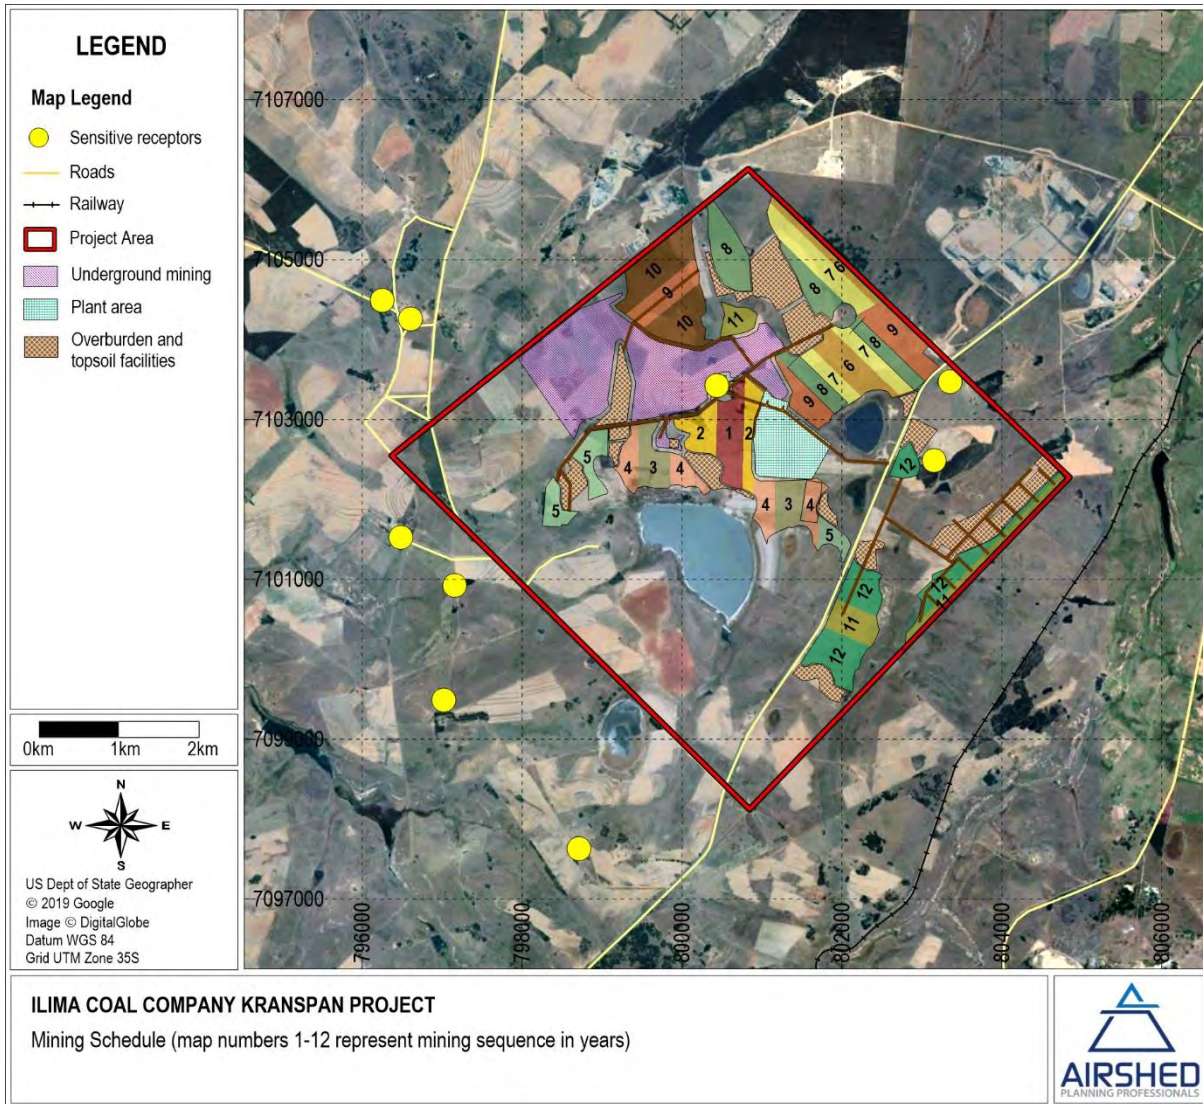 LEGEND
Map Legend
Sensitive receptors
Roads
Railway
Project Area
Underground mining
Plant area
Overburden and
topsoil facilities
0km 1km 2km
N
W E
S
US Dept of State Geographer
© 2019 Google
Image © DigitalGlobe
Datum WGS 84
Grid UTM Zone 35S
7107000
7105000
7103000
7101000
7099000
7097000
796000
798000
800000
802000
804000
806000
10
9
10
8
11
6
7
8
9
8
7
6
7
8
9
2
1
2
5
4
3
4
5
4
3
4
5
12
12
11
12
12
11
ILIMA COAL COMPANY KRANSPAN PROJECT
Mining Schedule (map numbers 1-12 represent mining sequence in years)
AIRSHED
PLANNING PROFESSIONALS